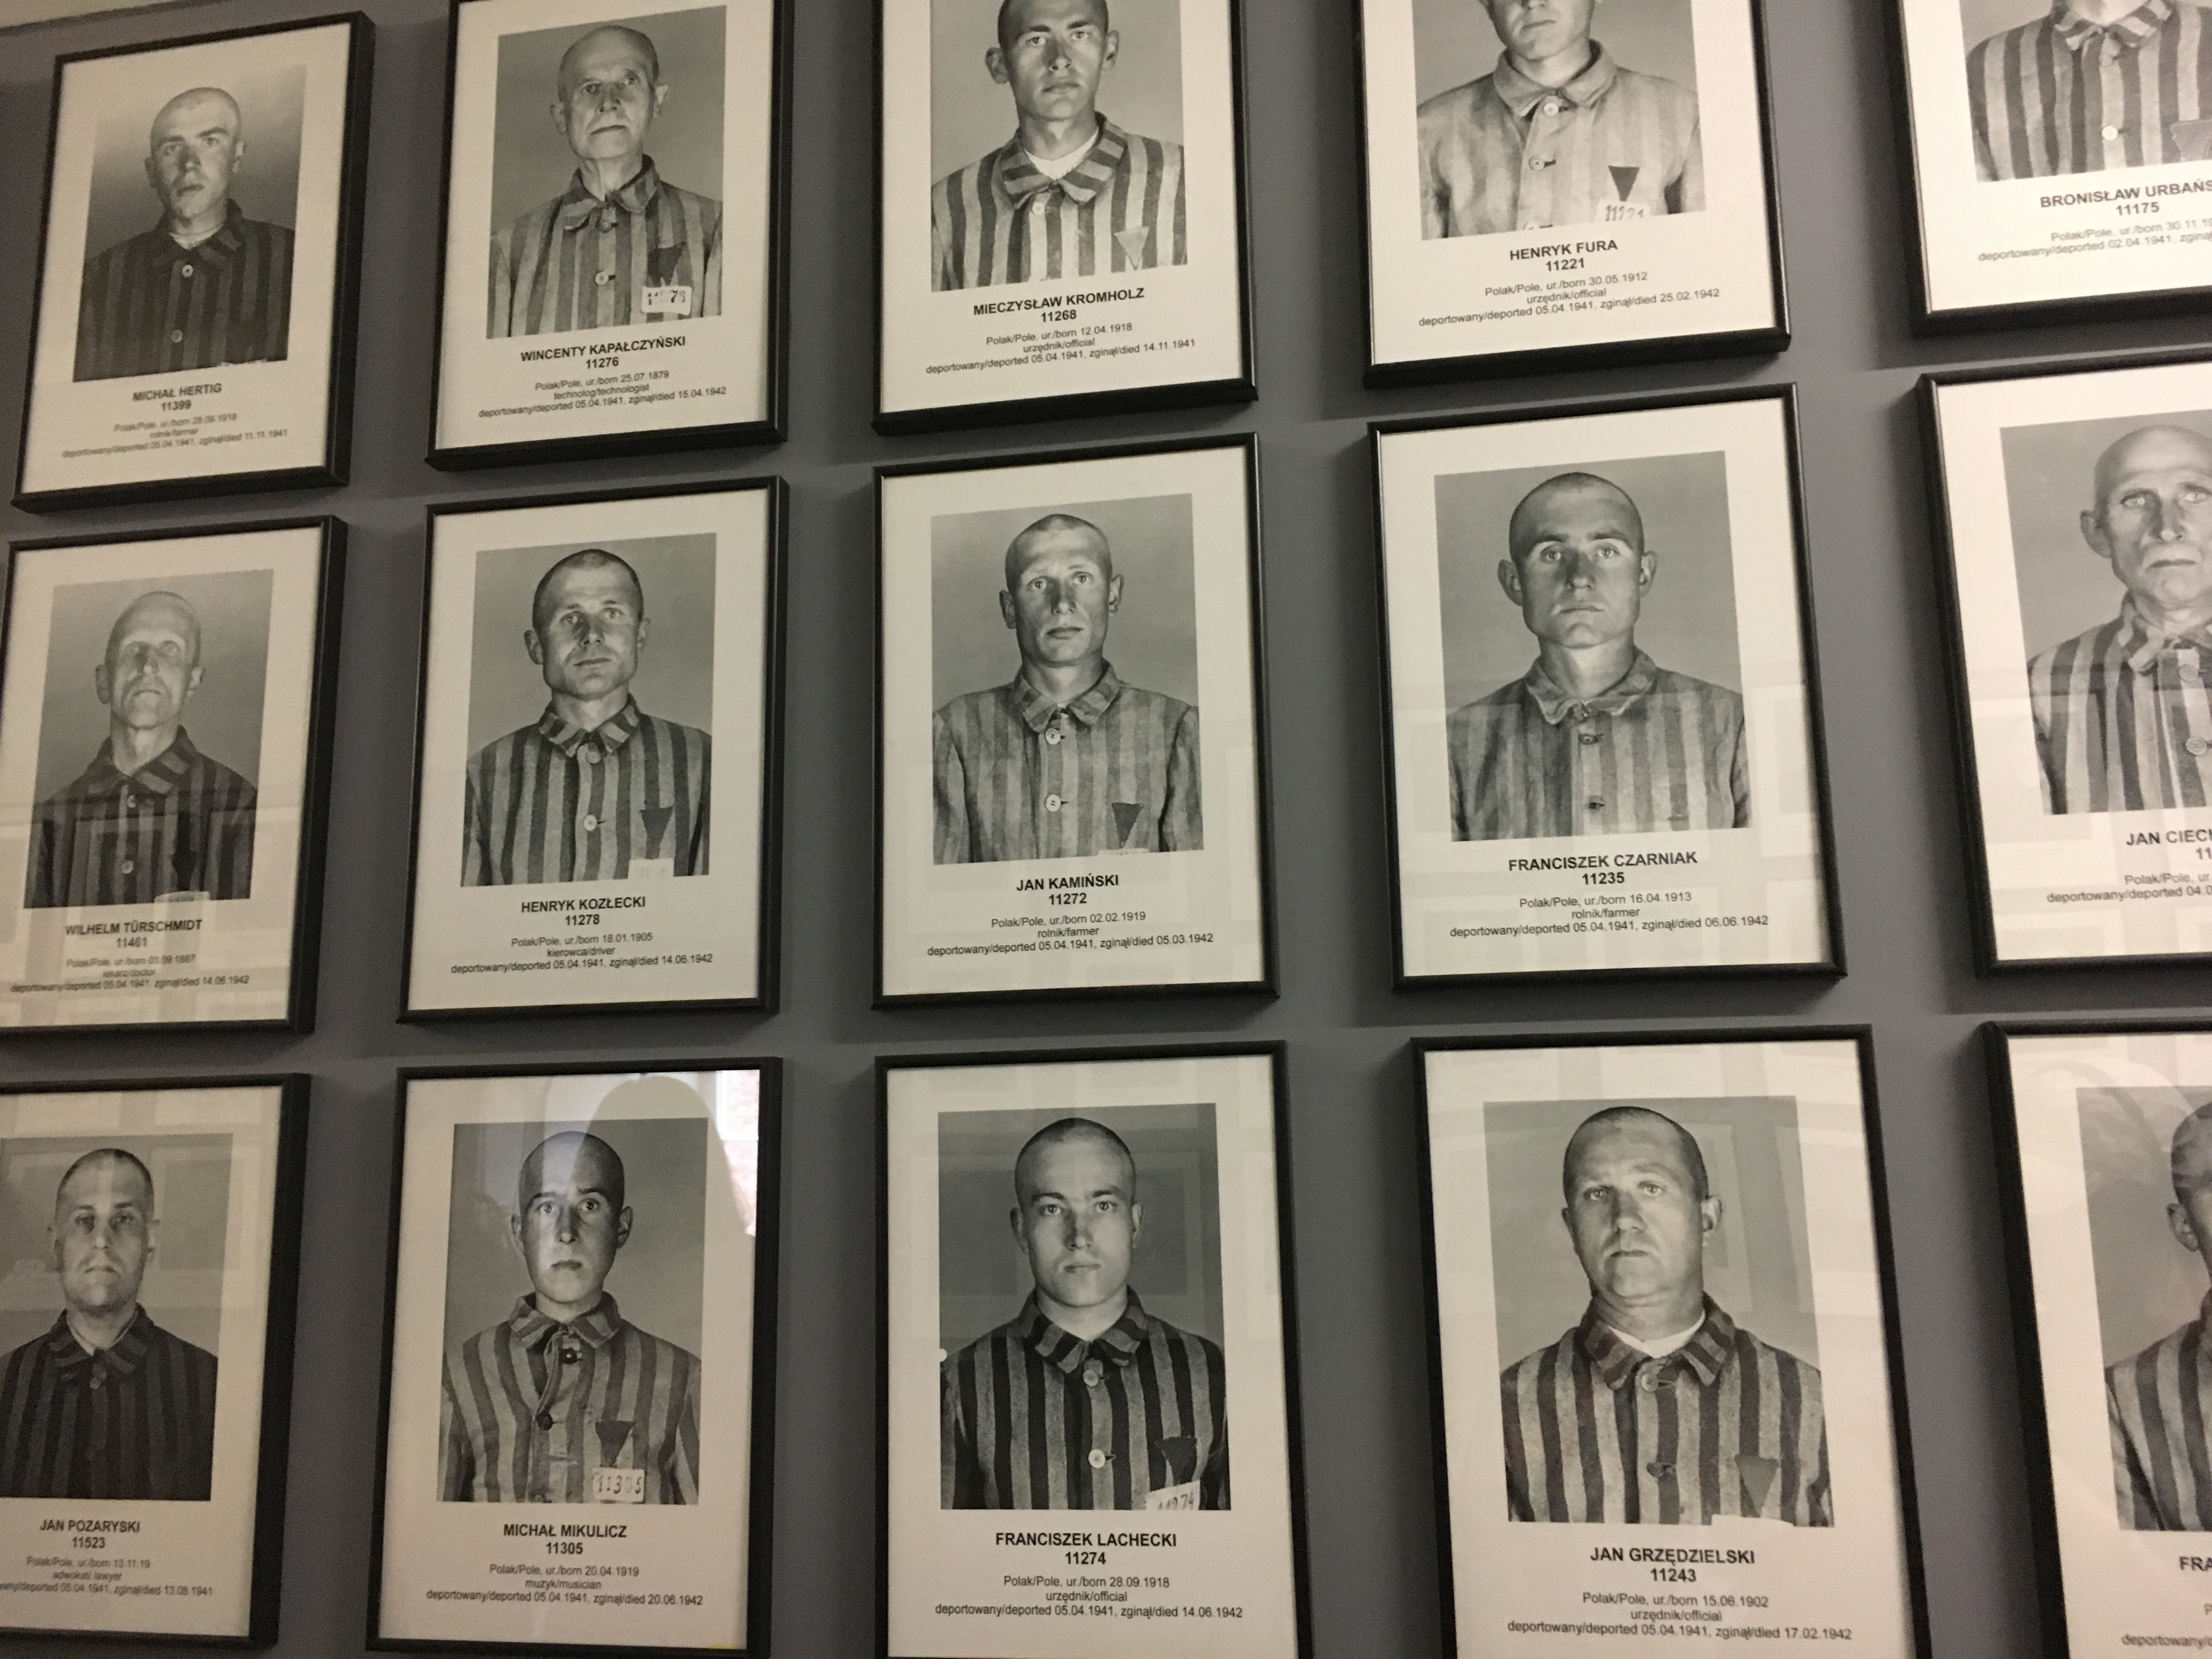 MICHAŁ HERTIG
11399
Polak/Pole, ur./born 28.09.1918
rolnik/farmer
deportowany/deported 05.04.1941, zginął/died 11.11.1941
WINCENTY KAPAŁCZYŃSKI
11276
Polak/Pole, ur./born 25.07.1879
technolog/technologist
deportowany/deported 05.04.1941, zginął/died 15.04.1942
MIECZYSŁAW KROMHOLZ
11268
Polak/Pole, ur./born 12.04.1918
urzędnik/official
deportowany/deported 05.04.1941, zginął/died 14.11.1941
11221
HENRYK FURA
11221
Polak/Pole, ur./born 30.05.1912
urzędnik/official
deportowany/deported 05.04.1941, zginął/died 25.02.1942
BRONISŁAW URBAŃS
11175
Polak/Pole, ur./born 30.11.19
deportowany/deported 02.04.1941, zginą
WILHELM TÜRSCHMIDT
11461
Polak/Pole, ur./born 03.09.1887
lekarz/doctor
deportowany/deported 05.04.1941, zginął/died 14.06.1942
HENRYK KOZŁECKI
11278
Polak/Pole, ur./born 18.01.1905
kierowca/driver
deportowany/deported 05.04.1941, zginął/died 14.06.1942
JAN KAMIŃSKI
11272
Polak/Pole, ur./born 02.02.1919
rolnik/farmer
deportowany/deported 05.04.1941, zginął/died 05.03.1942
FRANCISZEK CZARNIAK
11235
Polak/Pole, ur./born 16.04.1913
rolnik/farmer
deportowany/deported 05.04.1941, zginął/died 06.06.1942
JAN CIECH
11
Polak/Pole, ur.
deportowany/deported 04.0
JAN POZARYSKI
11523
Polak/Pole, ur./born 13.11.19
adwokat/ lawyer
wany/deported 05.04.1941, zginął/died 13.08.1941
11305
MICHAŁ MIKULICZ
11305
Polak/Pole, ur./born 20.04.1919
muzyk/musician
deportowany/deported 05.04.1941, zginął/died 20.06.1942
11274
FRANCISZEK LACHECKI
11274
Polak/Pole, ur./born 28.09.1918
urzędnik/official
deportowany/deported 05.04.1941, zginął/died 14.06.1942
JAN GRZĘDZIELSKI
11243
Polak/Pole, ur./born 15.06.1902
urzędnik/official
deportowany/deported 05.04.1941, zginął/died 17.02.1942
FRA
deportowany